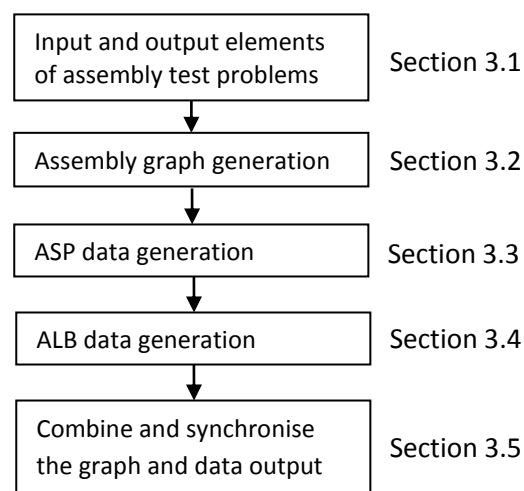 Input and output elements
of assembly test problems
Section 3.1
Assembly graph generation
Section 3.2
ASP data generation
Section 3.3
ALB data generation
Section 3.4
Combine and synchronise
the graph and data output
Section 3.5